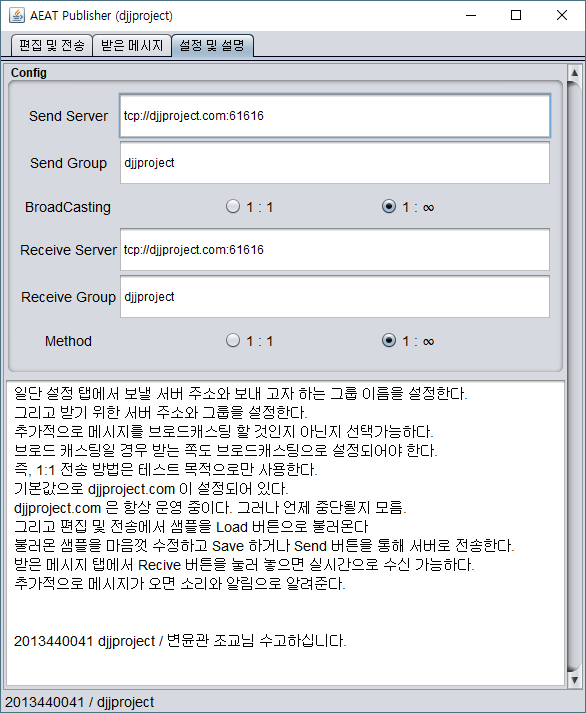 AEAT Publisher (djjproject)
편집 및 전송 받은 메시지 설정 및 설명
Config
Send Server tcp://djjproject.com:61616
Send Group djjproject
BroadCasting 1 : 1 1 : ∞
Receive Server tcp://djjproject.com:61616
Receive Group djjproject
Method 1 : 1 1 : ∞
일단 설정 탭에서 보낼 서버 주소와 보내 고자 하는 그룹 이름을 설정한다.
그리고 받기 위한 서버 주소와 그룹을 설정한다.
추가적으로 메시지를 브로드캐스팅 할 것인지 아닌지 선택가능하다.
브로드 캐스팅일 경우 받는 쪽도 브로드캐스팅으로 설정되어야 한다.
즉, 1:1 전송 방법은 테스트 목적으로만 사용한다.
기본값으로 djjproject.com 이 설정되어 있다.
djjproject.com 은 항상 운영 중이다. 그러나 언제 중단될지 모름.
그리고 편집 및 전송에서 샘플을 Load 버튼으로 불러온다
불러온 샘플을 마음껏 수정하고 Save 하거나 Send 버튼을 통해 서버로 전송한다.
받은 메시지 탭에서 Recive 버튼을 눌러 놓으면 실시간으로 수신 가능하다.
추가적으로 메시지가 오면 소리와 알림으로 알려준다.
2013440041 djjproject / 변윤관 조교님 수고하십니다.
2013440041 / djjproject